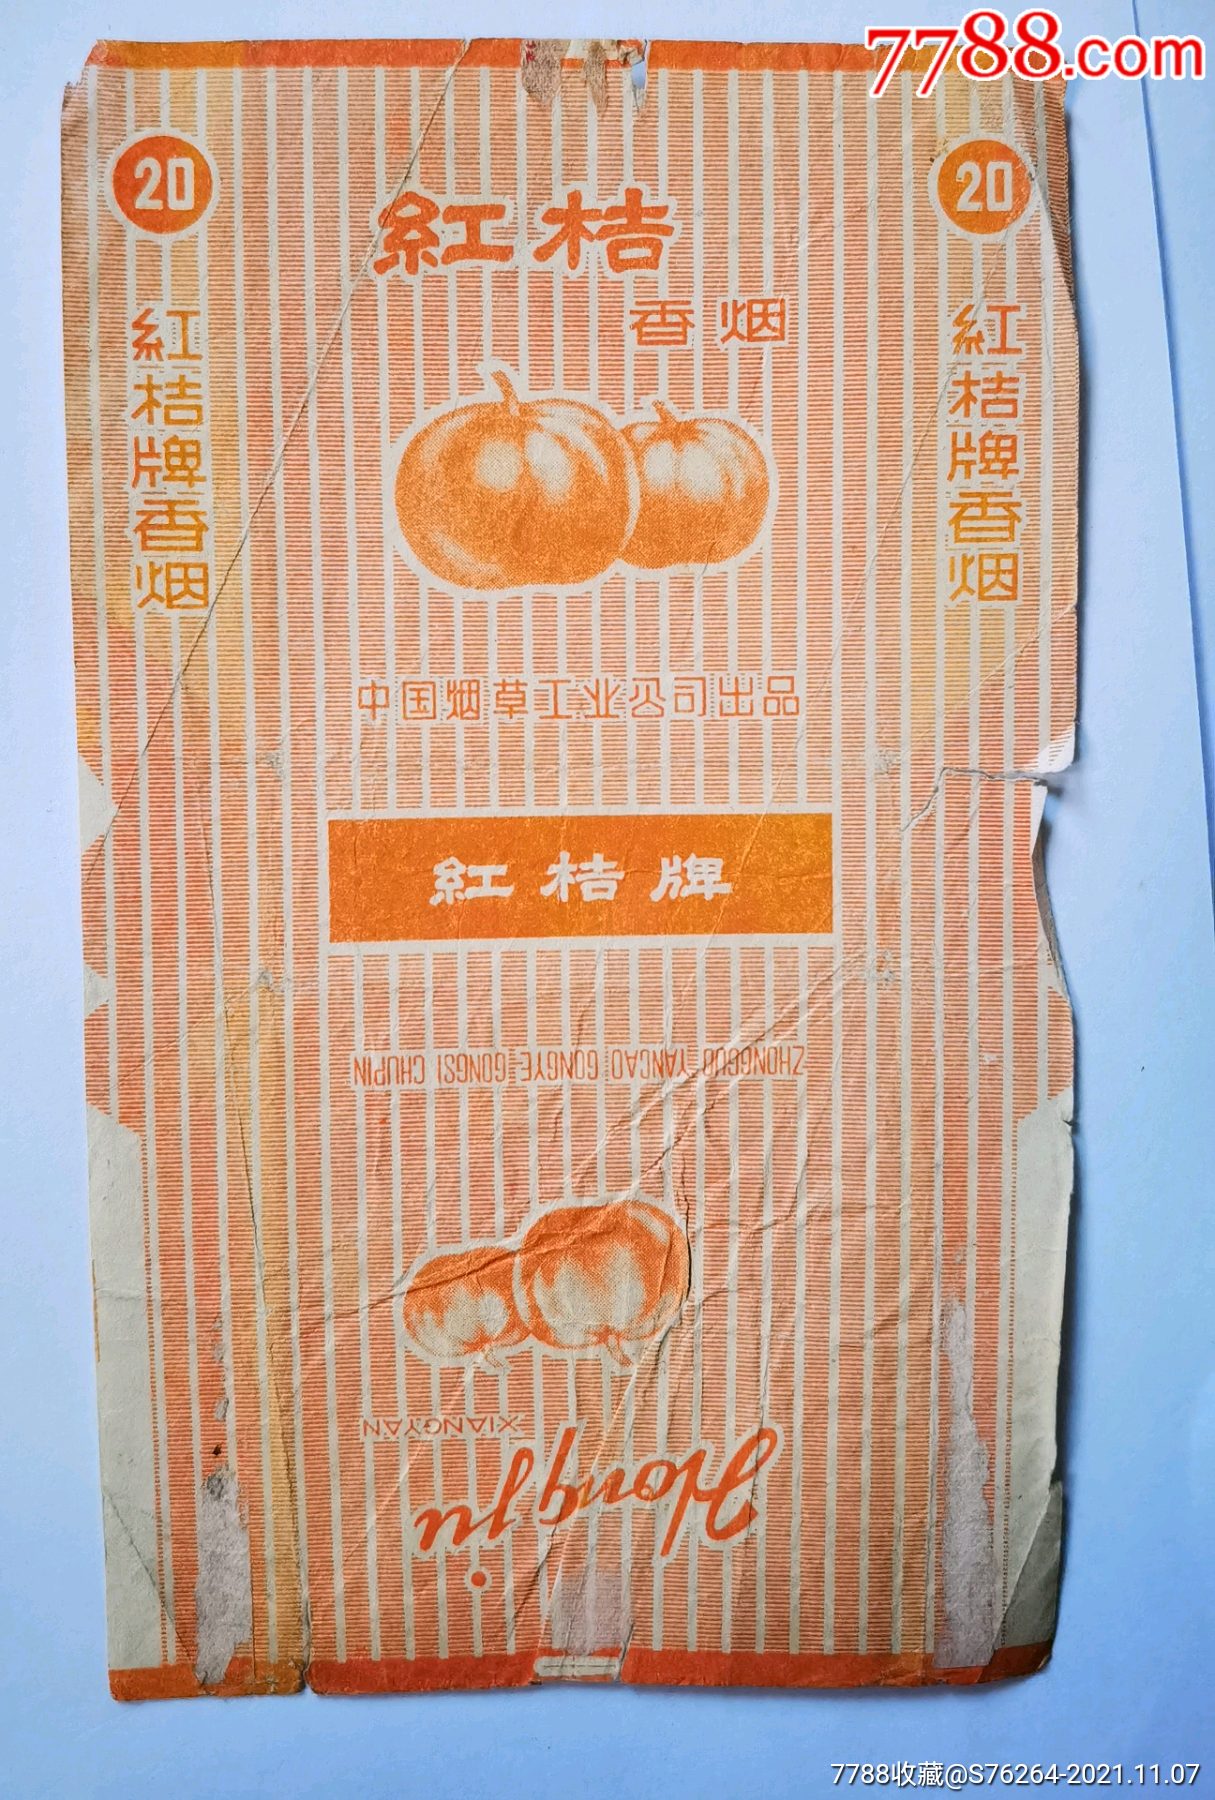 7788.com
20
20
紅桔
香烟
紅桔牌香烟
紅桔牌香烟
中国烟草工业公司出品
紅桔牌
ZHONGGUO YANCAO GONGYE GONGSI CHUPIN
XIANGYAN
Hongju
7788收藏@S76264-2021.11.07